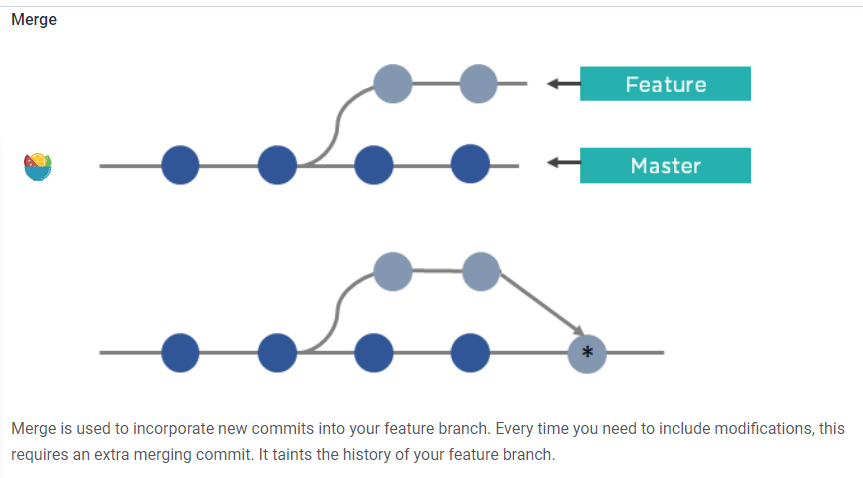 Merge
Feature
Master
*
Merge is used to incorporate new commits into your feature branch. Every time you need to include modifications, this
requires an extra merging commit. It taints the history of your feature branch.